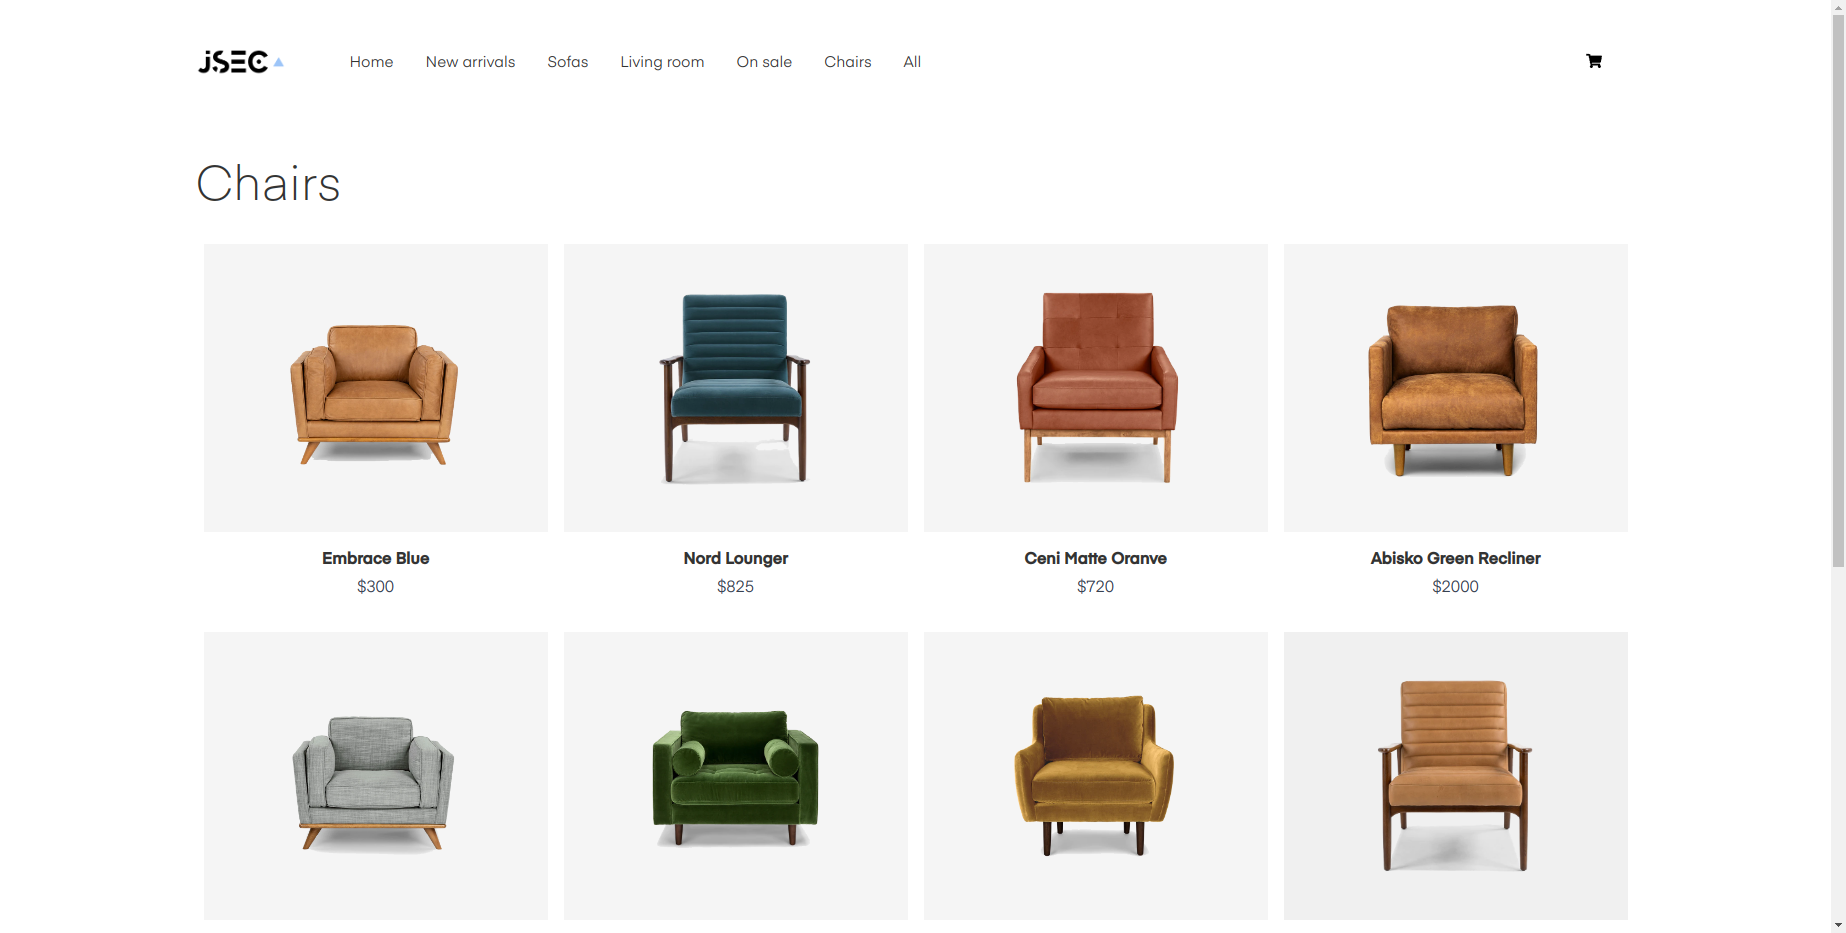 jSEC
Home New arrivals Sofas Living room On sale Chairs All
Chairs
Embrace Blue Nord Lounger Ceni Matte Oranve Abisko Green Recliner
$300 $825 $720 $2000